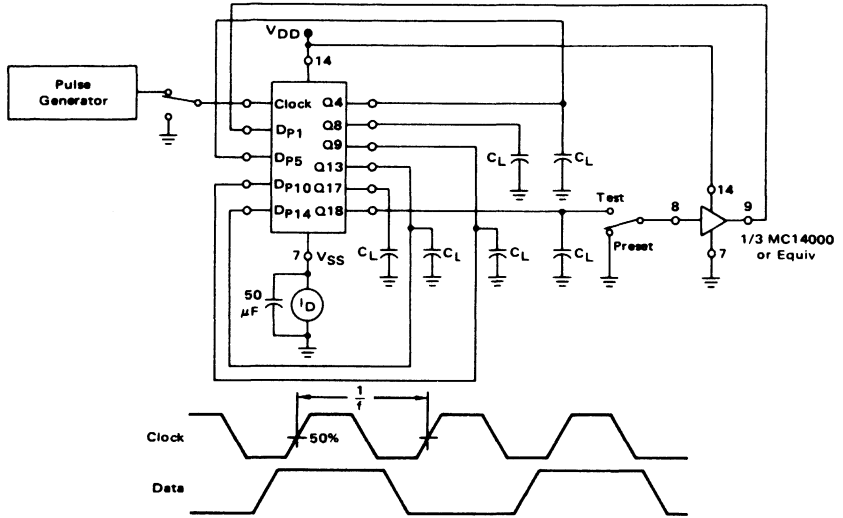 VDD
14
Pulse
Generator
Clock Q4
DP1 Q8
Q9
DP5
Q13
DP10 Q17
DP14 Q18
CL
CL
Test
14
8
9
Preset
1/3 MC14000
or Equiv
7
7 VSS
CL
CL
CL
CL
50
μF
ID
1
f
Clock
50%
Data